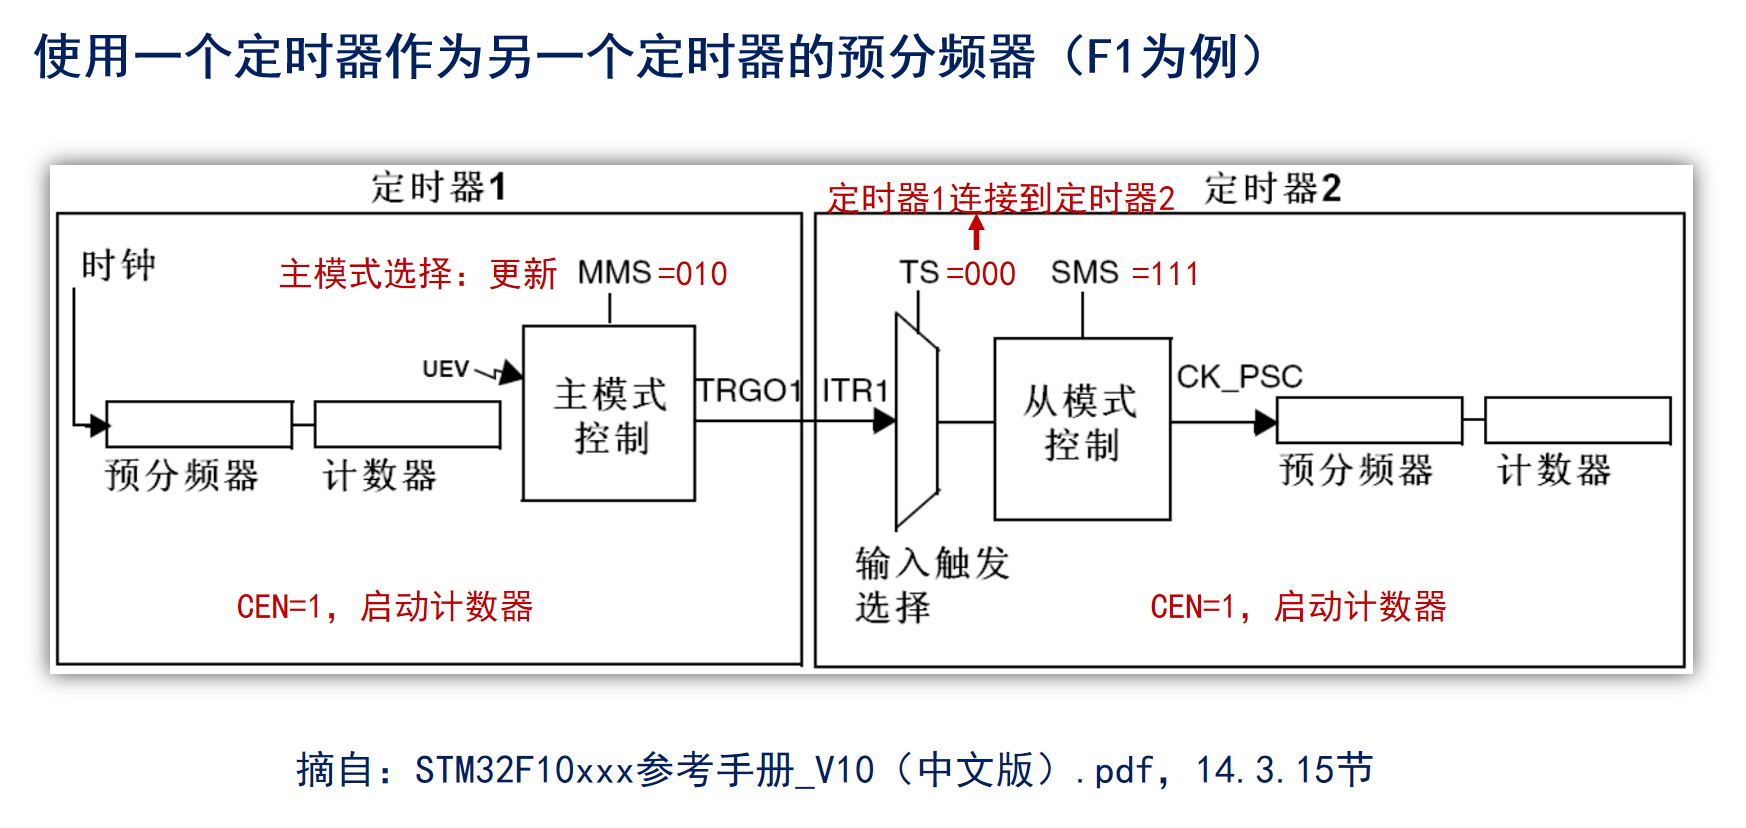 使用一个定时器作为另一个定时器的预分频器（F1为例）
定时器1
定时器1连接到定时器2
定时器2
时钟
主模式选择：更新 MMS =010
TS =000
SMS =111
UEV
主模式
控制
TRGO1
ITR1
从模式
控制
CK_PSC
预分频器
计数器
预分频器
计数器
输入触发
选择
CEN=1，启动计数器
CEN=1，启动计数器
摘自：STM32F10xxx参考手册_V10（中文版）.pdf，14.3.15节